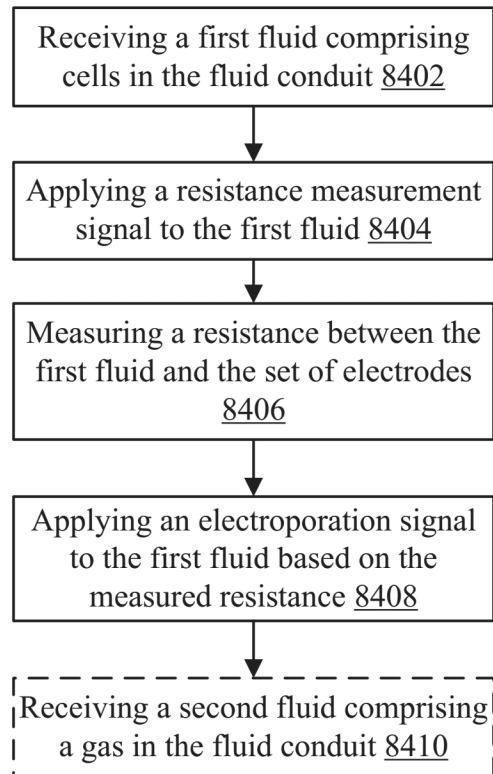 Receiving a first fluid comprising
cells in the fluid conduit 8402
Applying a resistance measurement
signal to the first fluid 8404
Measuring a resistance between the
first fluid and the set of electrodes
8406
Applying an electroporation signal
to the first fluid based on the
measured resistance 8408
Receiving a second fluid comprising
a gas in the fluid conduit 8410